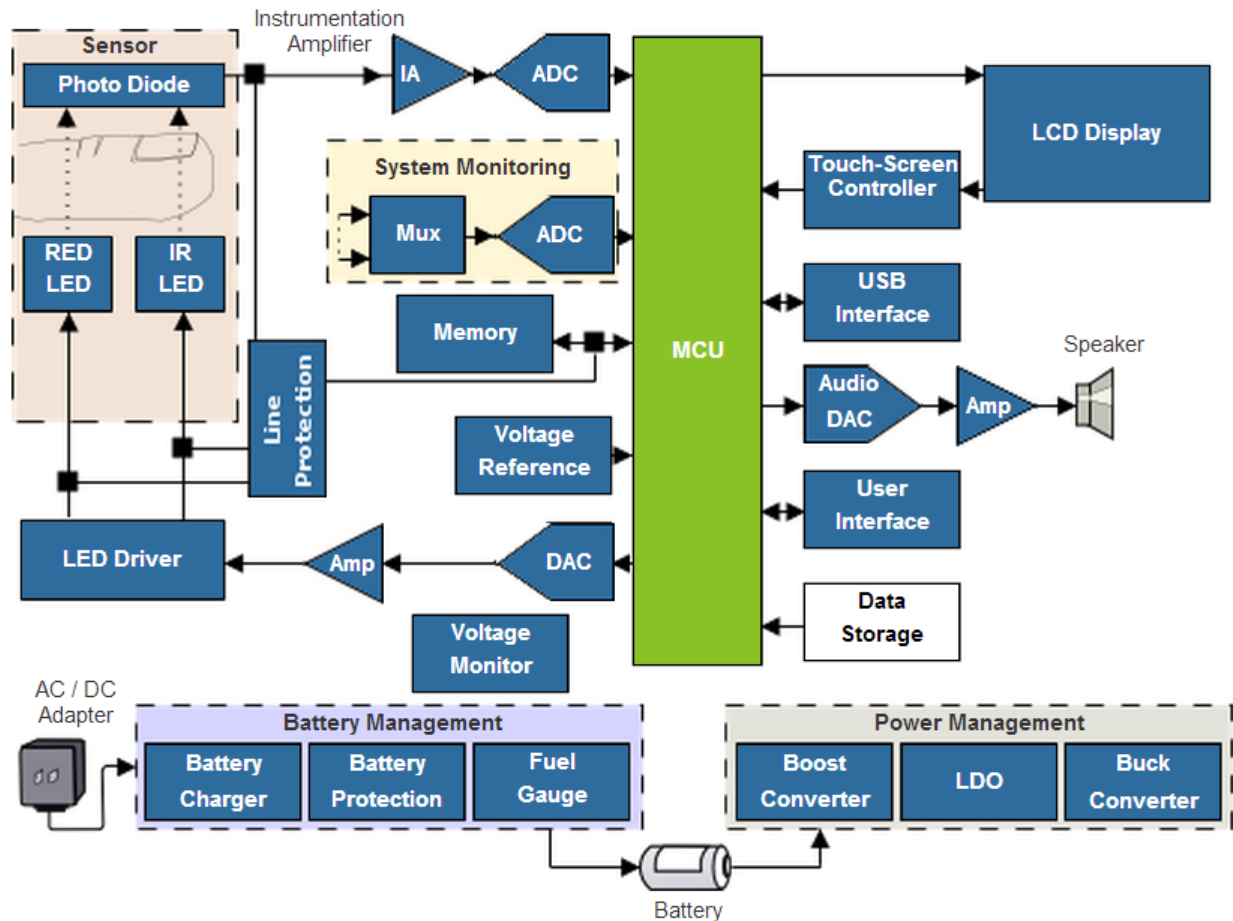 Instrumentation
Amplifier
Sensor
Photo Diode
IA
ADC
MCU
LCD Display
System Monitoring
Touch-Screen
Controller
Mux
ADC
RED
LED
IR
LED
USB
Interface
Memory
Line
Protection
Speaker
Audio
DAC
Amp
Voltage
Reference
User
Interface
LED Driver
Amp
DAC
Data
Storage
Voltage
Monitor
AC / DC
Adapter
Battery Management
Battery
Charger
Battery
Protection
Fuel
Gauge
Power Management
Boost
Converter
LDO
Buck
Converter
Battery